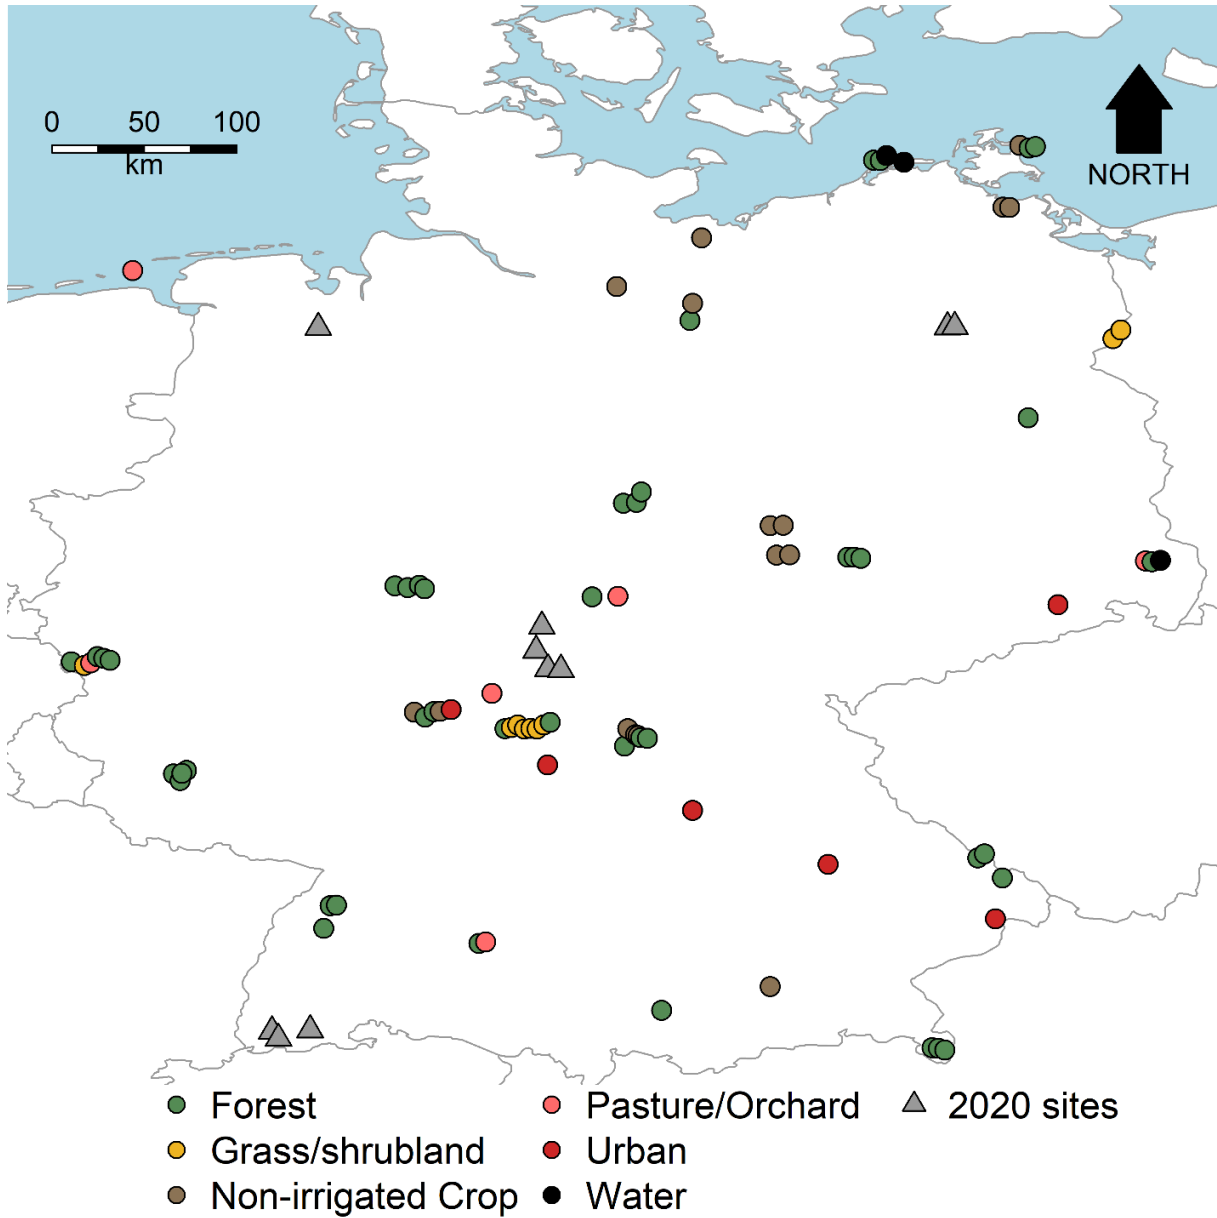 0 50 100
km
NORTH
Forest Pasture/Orchard 2020 sites
Grass/shrubland Urban
Non-irrigated Crop Water